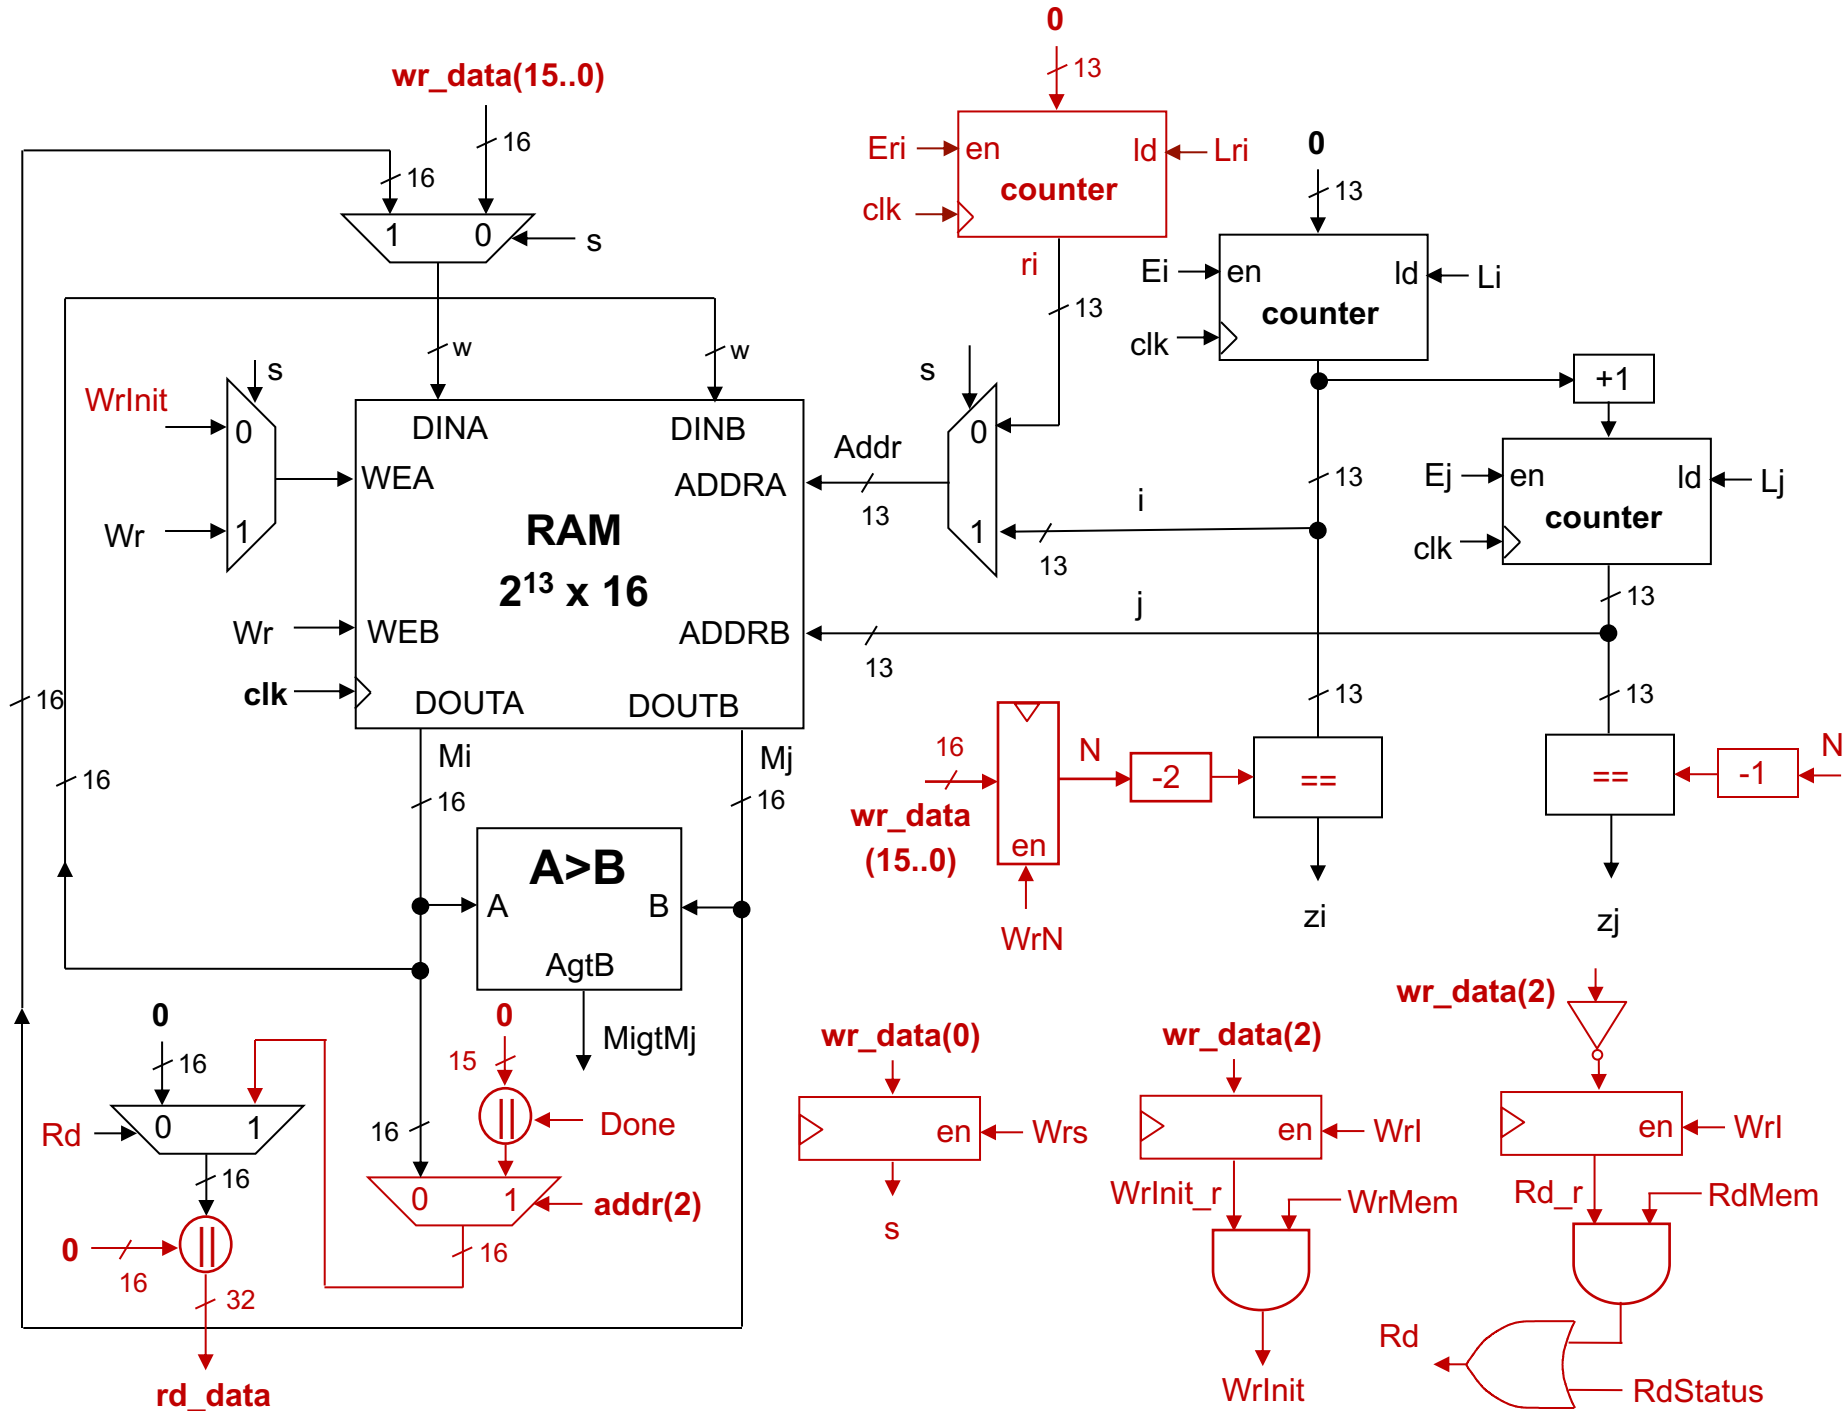 0
13
wr_data(15..0)
16
16
1 0
s
Eri en ld Lri
counter
clk
ri
13
0
13
Ei en ld Li
counter
clk
+1
w
w
s
WrInit
0
Wr
1
DINA DINB
WEA
ADDRA
RAM
2¹³ x 16
Wr WEB
ADDRB
clk
DOUTA DOUTB
s
0
Addr
13
1
i
13
13
Ej en ld Lj
counter
clk
13
j
13
16
16
Mi
16
Mj
16
13
13
16
wr_data
(15..0)
en
WrN
N
-2
==
zi
==
-1
N
zj
A>B
A B
AgtB
MigtMj
0
16
Rd
0 1
16
0
16
||
32
rd_data
0
15
||
Done
16
0 1
addr(2)
16
wr_data(0)
en
Wrs
s
wr_data(2)
en
WrI
WrInit_r
WrMem
WrInit
wr_data(2)
en
WrI
Rd_r
RdMem
Rd
RdStatus